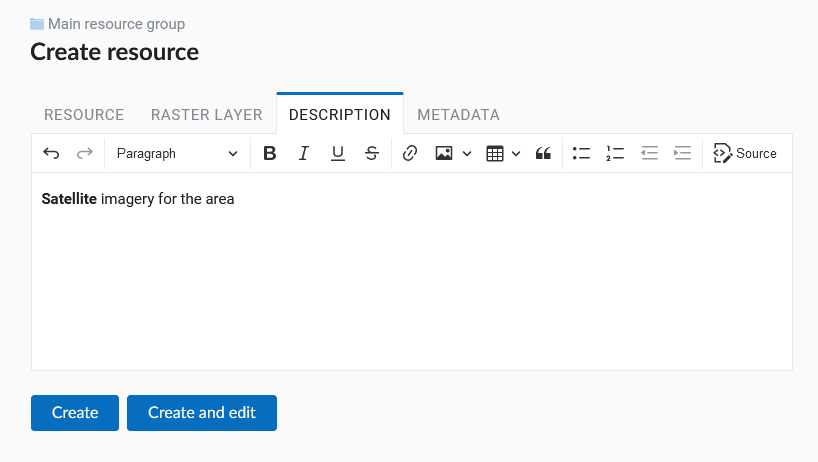 Main resource group
Create resource
RESOURCE RASTER LAYER DESCRIPTION METADATA
Paragraph B I U S Source
Satellite imagery for the area
Create Create and edit